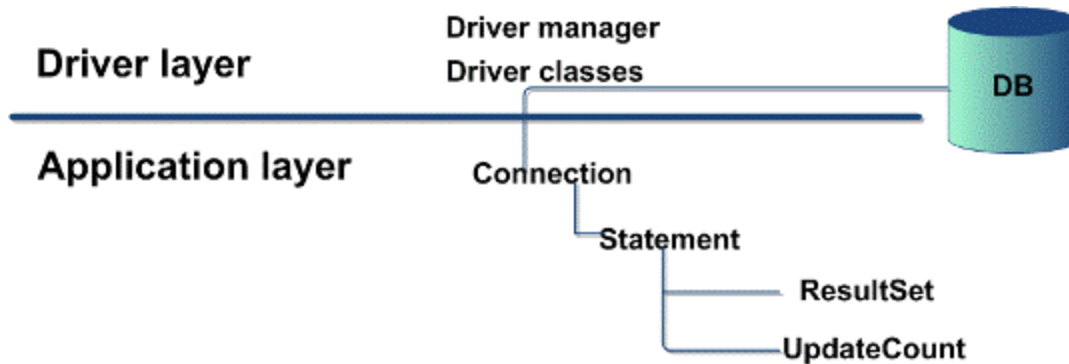 Driver manager
Driver layer
Driver classes
DB
Application layer
Connection
Statement
ResultSet
UpdateCount